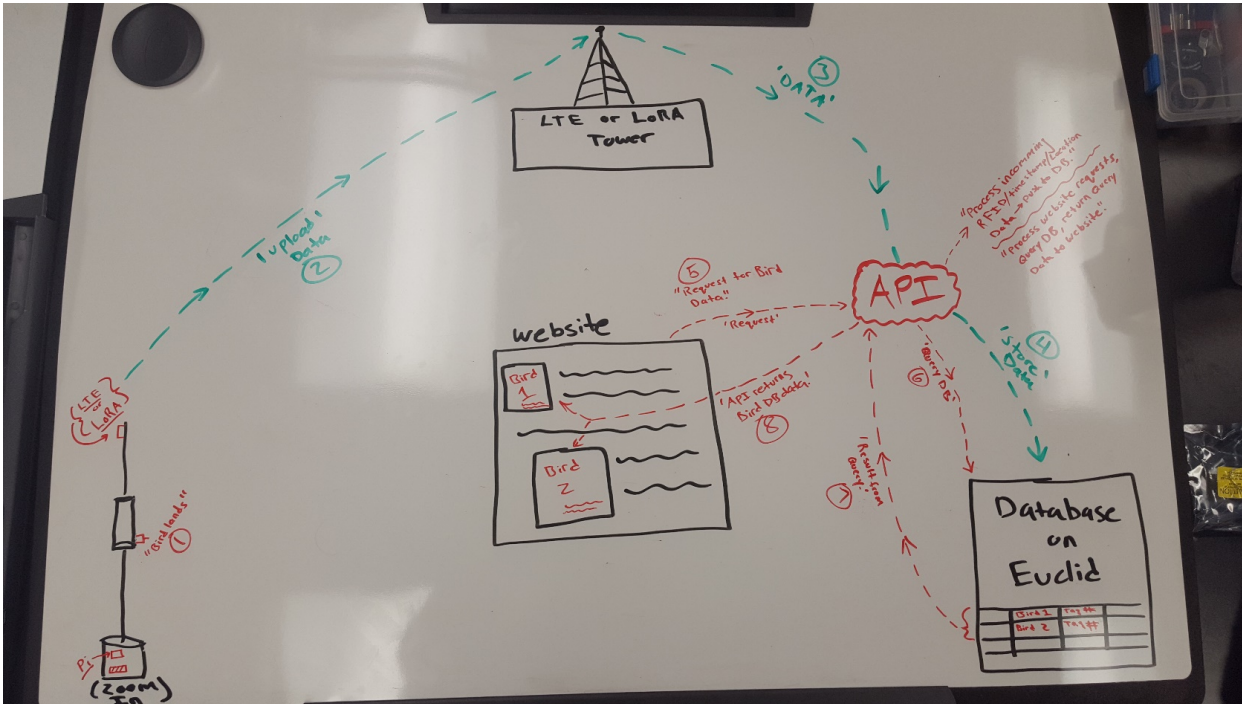 LTE or LoRA
Tower
'DATA'
3
"Process incomming
RFID/timestamp/Location
Data → Push to DB."
"Process website requests,
Query DB, return Query
Data to website."
'upload'
Data
2
5
"Request for Bird
Data."
'Request'
API
website
Bird
1
Bird
2
'API returns
Bird DB data.'
8
'Query DB'
6
'Store
Data'
4
'Result from
Query.'
7
{LTE}
or
{LoRA}
"Bird lands"
1
Pi
(Zoom)
In
Database
on
Euclid
Bird 1 Tag #
Bird 2 Tag #